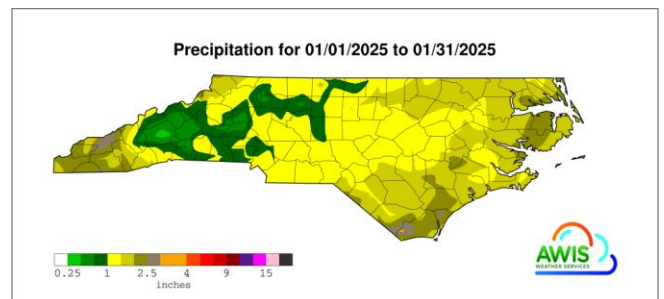 Precipitation for 01/01/2025 to 01/31/2025
0.25 1 2.5 4 9 15
inches
AWIS
WEATHER SERVICES